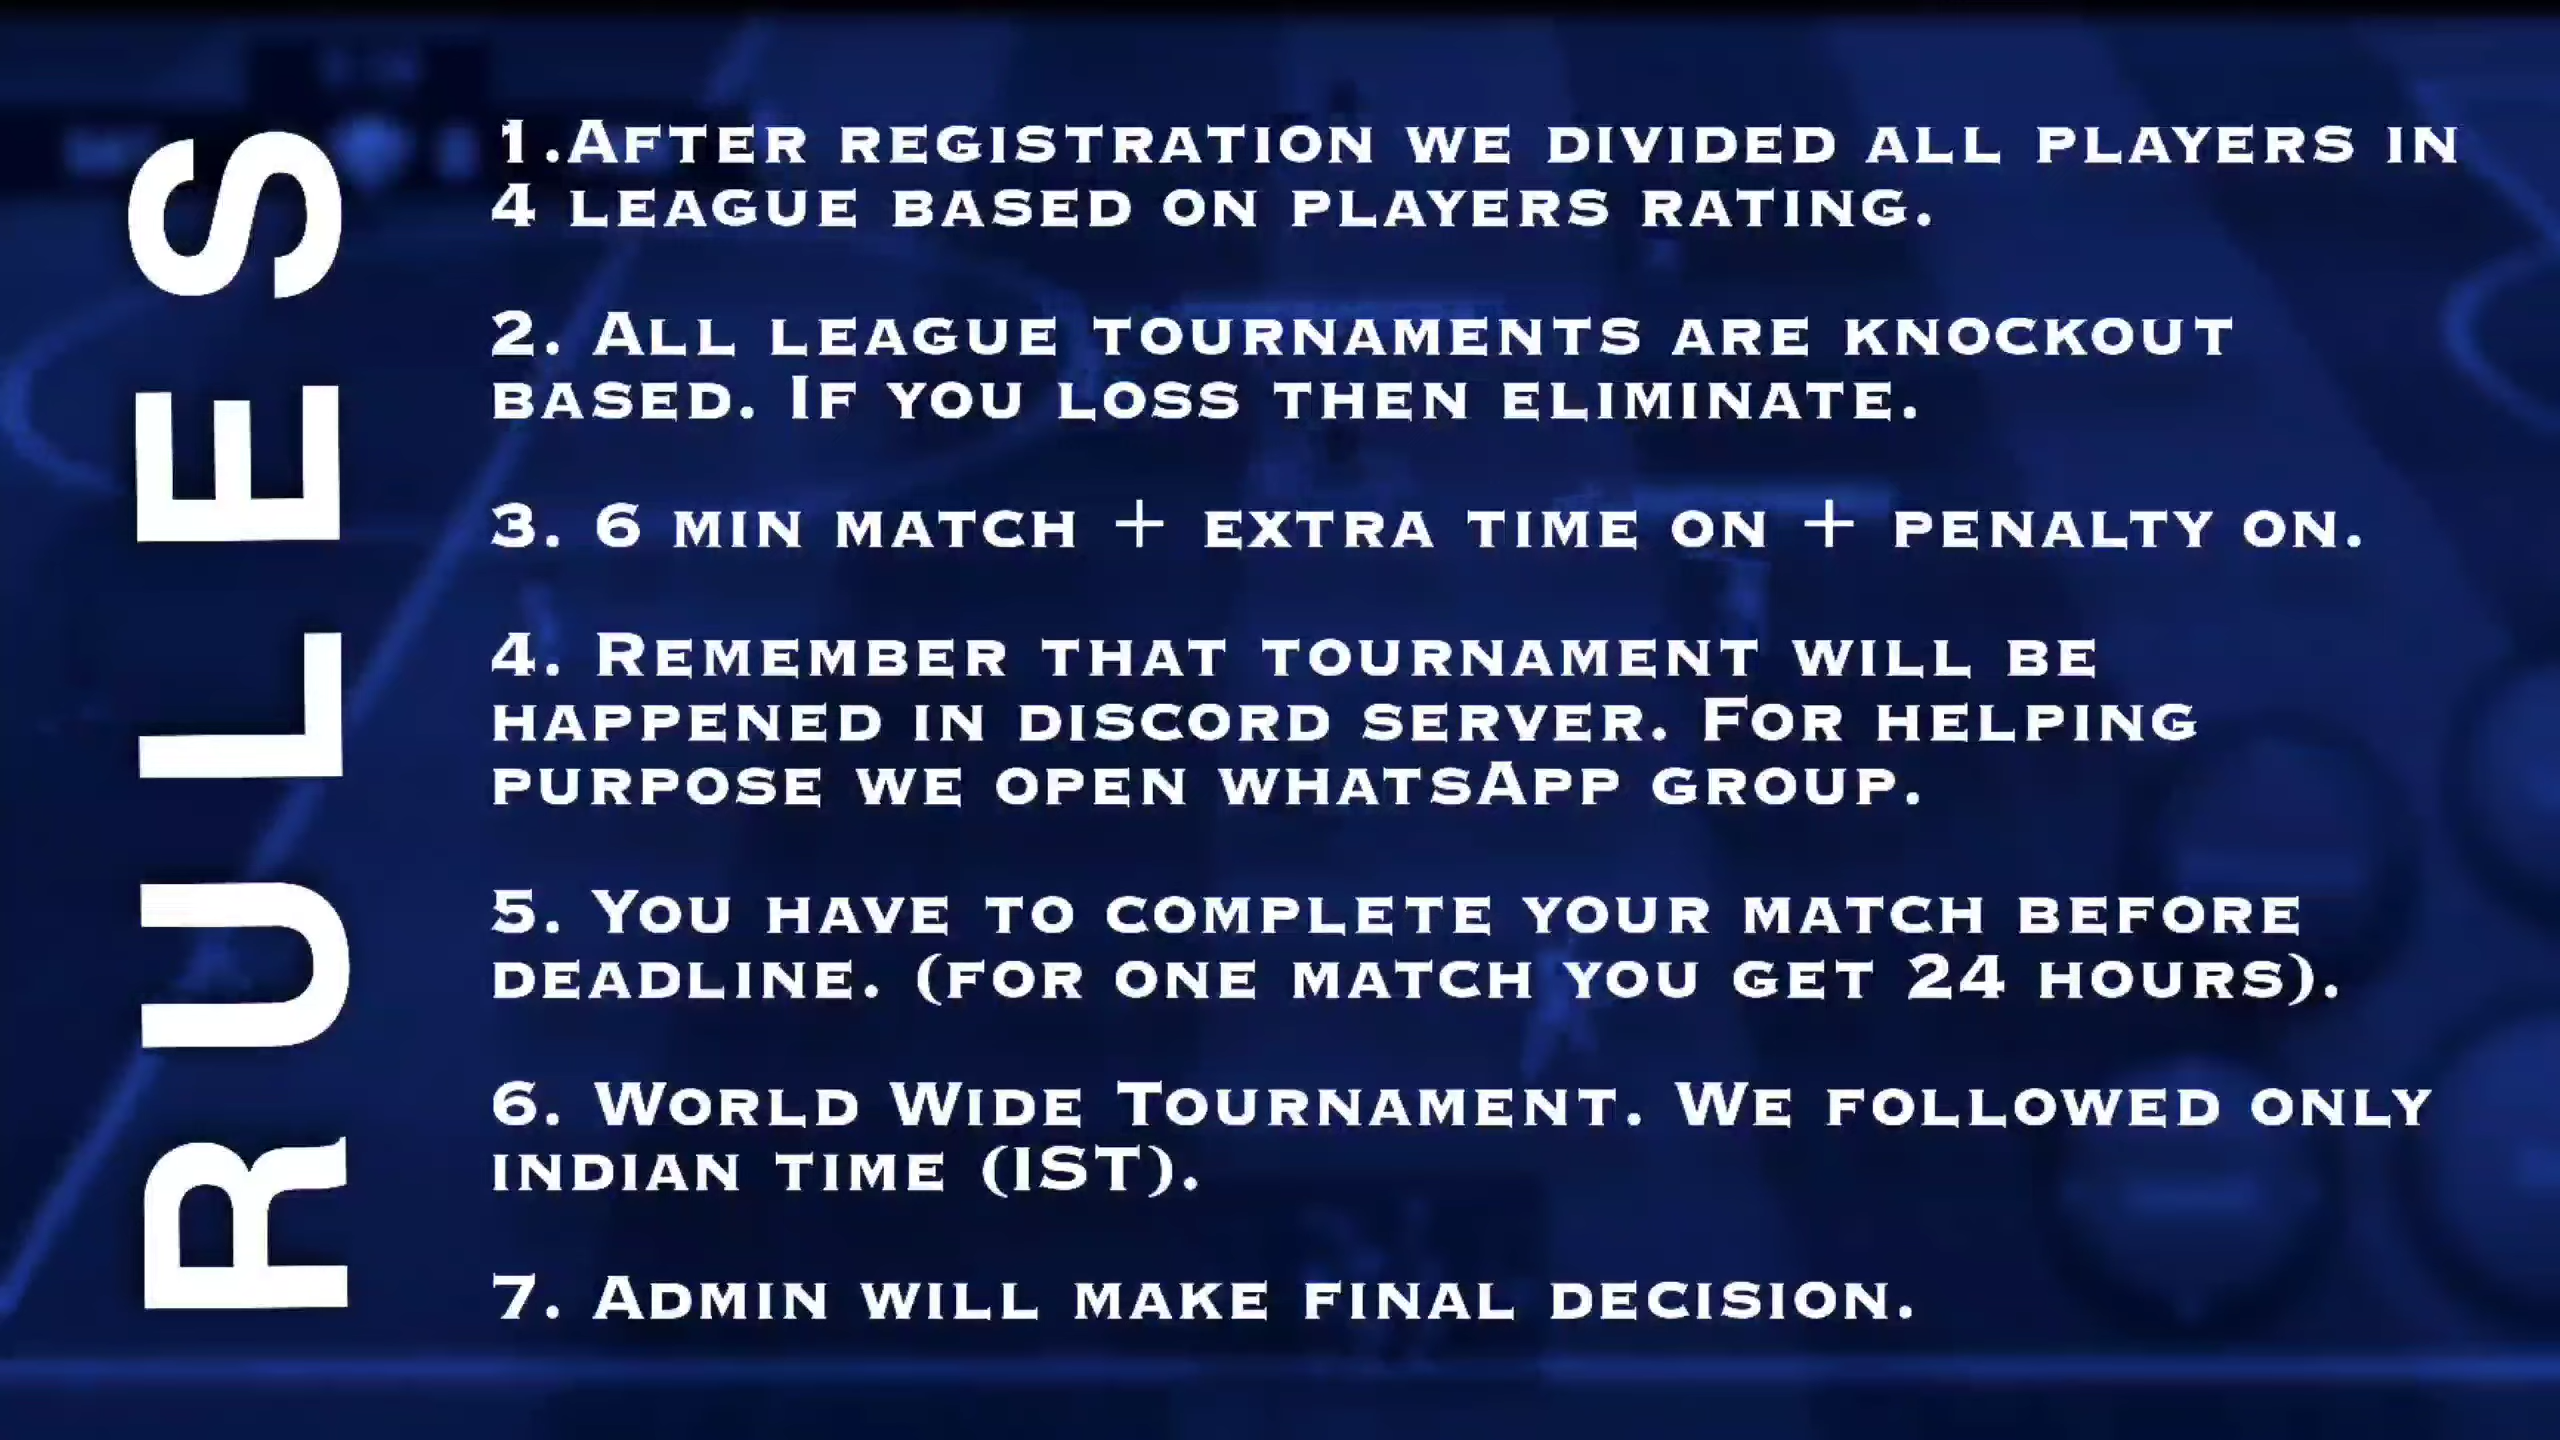 RULES
1.After registration we divided all players in
4 league based on players rating.
2. All league tournaments are knockout
based. If you loss then eliminate.
3. 6 min match + extra time on + penalty on.
4. Remember that tournament will be
happened in discord server. For helping
purpose we open whatsApp group.
5. You have to complete your match before
deadline. (for one match you get 24 hours).
6. World Wide Tournament. We followed only
indian time (IST).
7. Admin will make final decision.